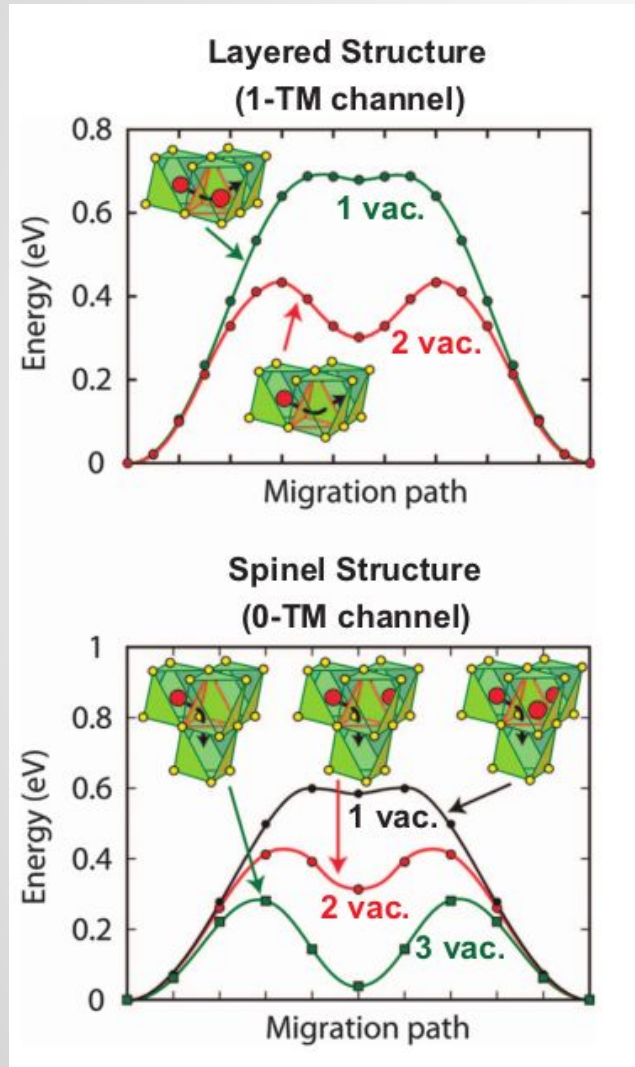 Layered Structure
(1-TM channel)
0.8
0.6
0.4
0.2
0
Energy (eV)
1 vac.
2 vac.
Migration path
Spinel Structure
(0-TM channel)
1
0.8
0.6
0.4
0.2
0
Energy (eV)
1 vac.
2 vac.
3 vac.
Migration path